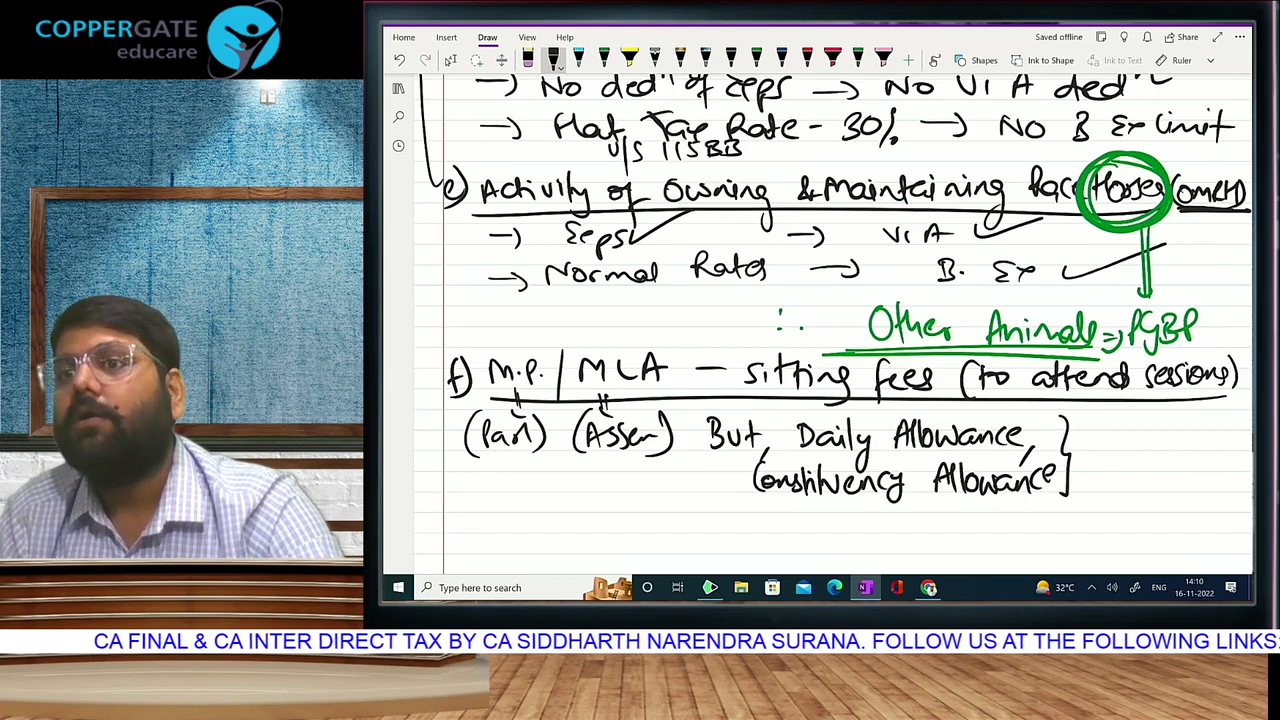 COPPERGATE
educare
Home Insert Draw View Help
Saved offline
Share
Shapes
Ink to Shape
Ink to Text
Ruler
→ No dedn of Exps → No VI A dedn
→ Flat Tax Rate - 30% → No B Ex Limit
U/S 115BB
e) Activity of Owning & Maintaining Race Horses (OMRH)
→ Exps ✓ → VI A ✓
→ Normal Rates → B. Ex ✓
∴ Other Animals ⇒ PGBP
f) M.P. / MLA - sitting fees (to attend sessions)
(Parl) (Assem) But, Daily Allowance,
Constituency Allowance
Type here to search
32°C
ENG
14:10
16-11-2022
CA FINAL & CA INTER DIRECT TAX BY CA SIDDHARTH NARENDRA SURANA. FOLLOW US AT THE FOLLOWING LINKS: